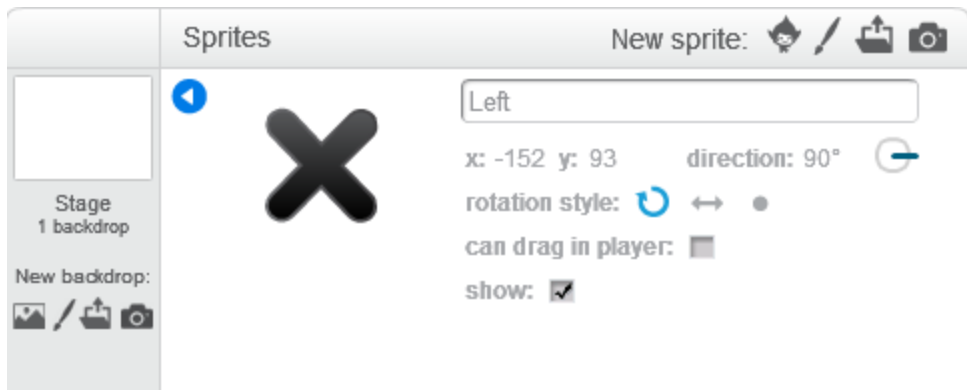 Sprites
New sprite:
Stage
1 backdrop
New backdrop:
Left
x: -152 y: 93 direction: 90°
rotation style:
can drag in player:
show: